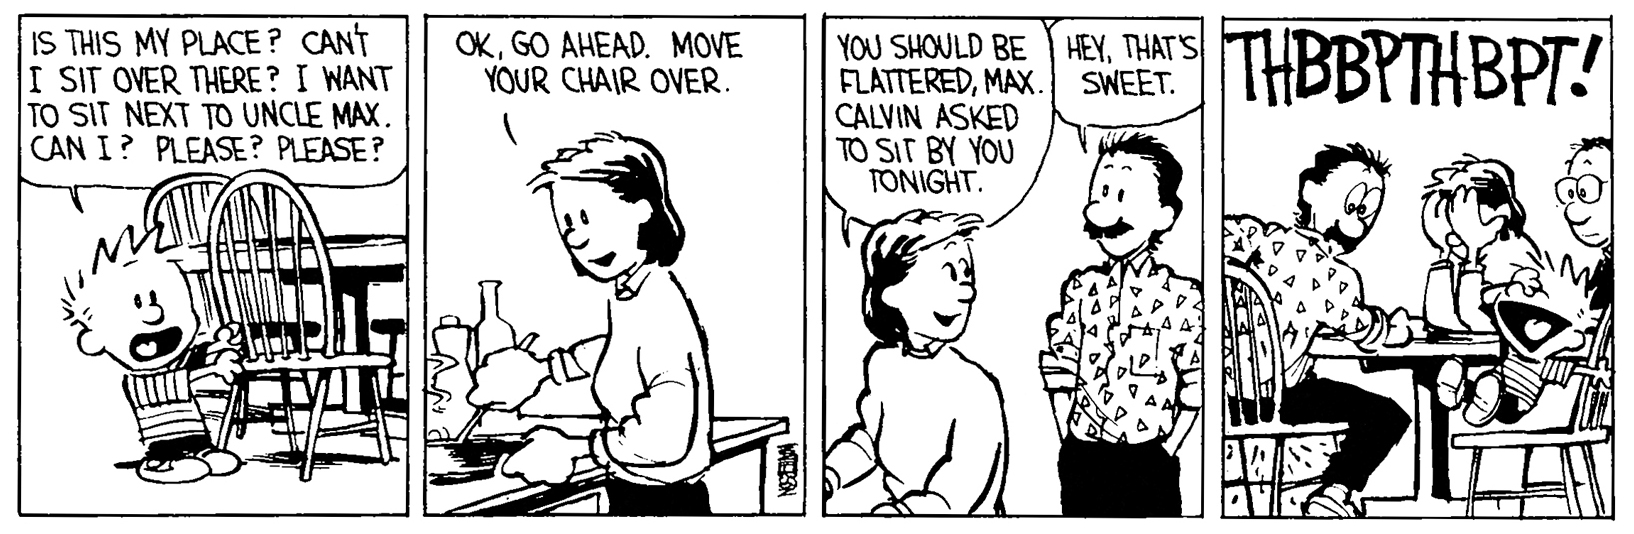 IS THIS MY PLACE? CAN'T
I SIT OVER THERE? I WANT
TO SIT NEXT TO UNCLE MAX.
CAN I? PLEASE? PLEASE?
OK, GO AHEAD. MOVE
YOUR CHAIR OVER.
WATTERSON
YOU SHOULD BE
FLATTERED, MAX.
CALVIN ASKED
TO SIT BY YOU
TONIGHT.
HEY, THAT'S
SWEET.
THBBPTHBPT!